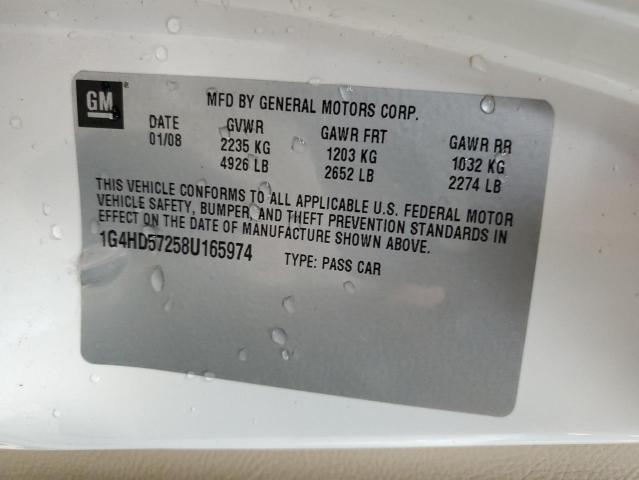 GM ®
MFD BY GENERAL MOTORS CORP.
DATE GVWR GAWR FRT GAWR RR
01/08 2235 KG 1203 KG 1032 KG
4926 LB 2652 LB 2274 LB
THIS VEHICLE CONFORMS TO ALL APPLICABLE U.S. FEDERAL MOTOR
VEHICLE SAFETY, BUMPER, AND THEFT PREVENTION STANDARDS IN
EFFECT ON THE DATE OF MANUFACTURE SHOWN ABOVE.
1G4HD57258U165974 TYPE: PASS CAR